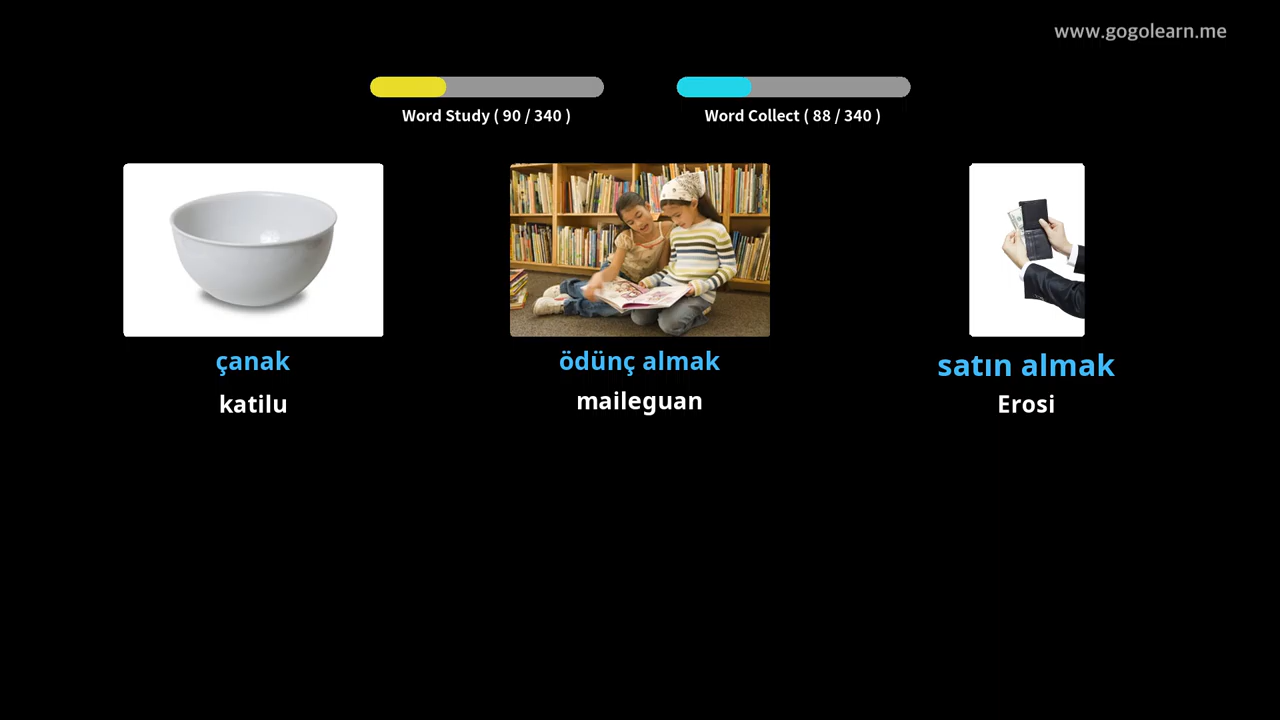 www.gogolearn.me
Word Study ( 90 / 340 )
Word Collect ( 88 / 340 )
çanak
katilu
ödünç almak
maileguan
satın almak
Erosi